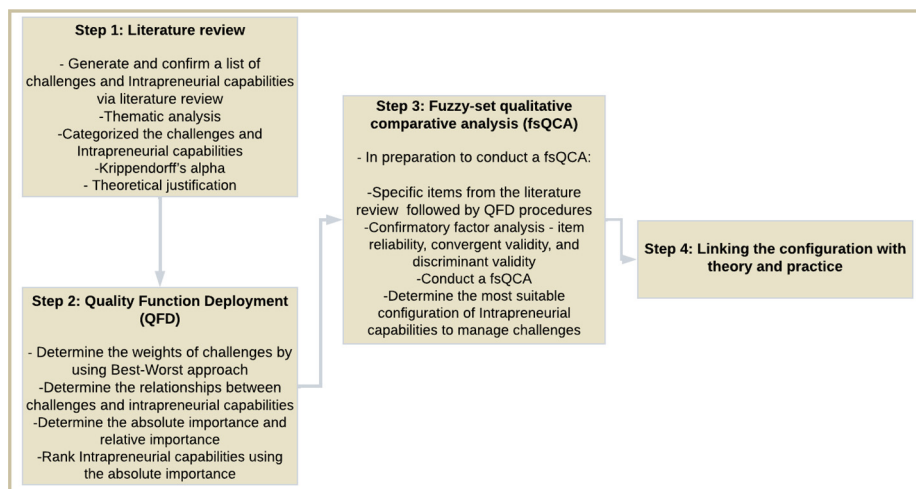 Step 1: Literature review
- Generate and confirm a list of
challenges and Intrapreneurial capabilities
via literature review
-Thematic analysis
-Categorized the challenges and
Intrapreneurial capabilities
-Krippendorff's alpha
- Theoretical justification
Step 2: Quality Function Deployment
(QFD)
- Determine the weights of challenges by
using Best-Worst approach
-Determine the relationships between
challenges and intrapreneurial capabilities
-Determine the absolute importance and
relative importance
-Rank Intrapreneurial capabilities using
the absolute importance
Step 3: Fuzzy-set qualitative
comparative analysis (fsQCA)
- In preparation to conduct a fsQCA:
-Specific items from the literature
review followed by QFD procedures
-Confirmatory factor analysis - item
reliability, convergent validity, and
discriminant validity
-Conduct a fsQCA
-Determine the most suitable
configuration of Intrapreneurial
capabilities to manage challenges
Step 4: Linking the configuration with
theory and practice